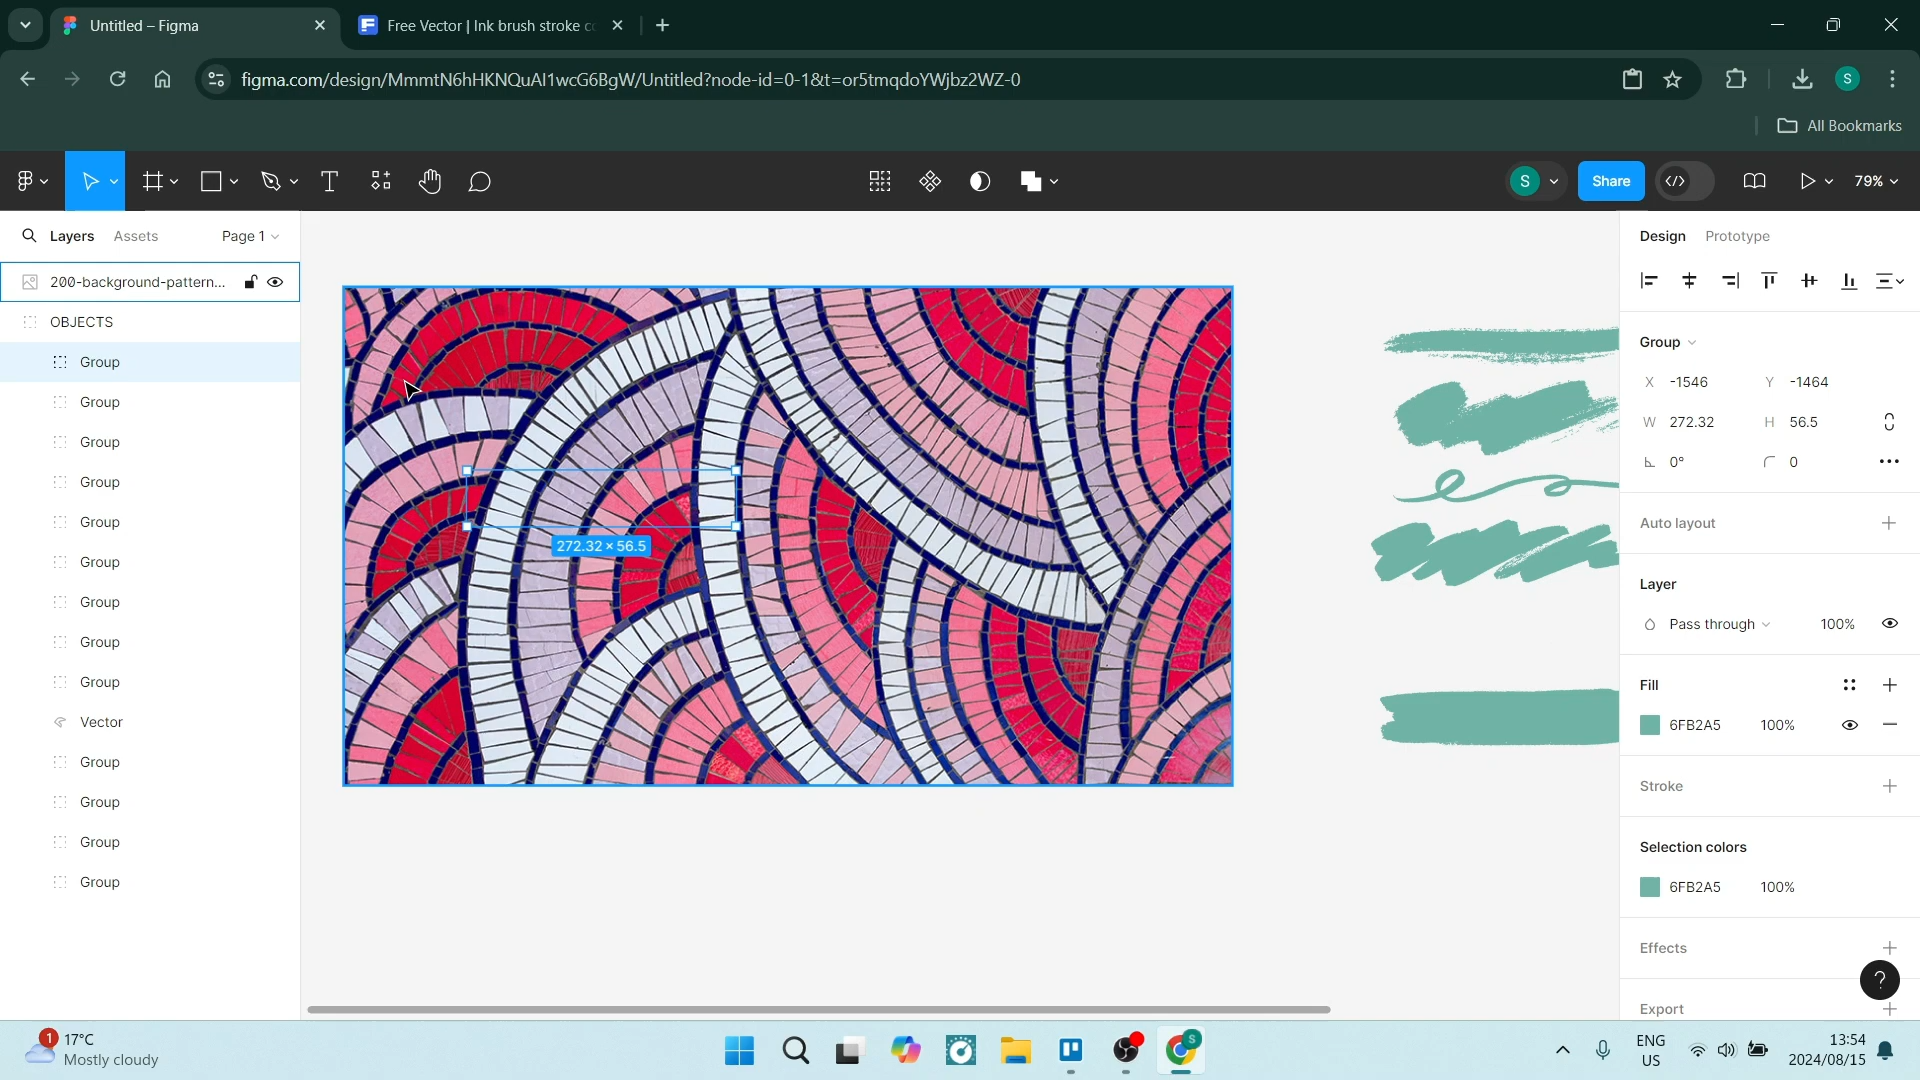 Untitled – Figma
Free Vector | Ink brush stroke c
figma.com/design/MmmtN6hHKNQuAI1wcG6BgW/Untitled?node-id=0-1&t=or5tmqdoYWjbz2WZ-0
S
All Bookmarks
S
Share
79%
Layers
Assets
Page 1
Design
Prototype
200-background-pattern...
OBJECTS
Group
Group
Group
Group
Group
Group
Group
Group
Group
Vector
Group
Group
Group
Group
272.32 × 56.5
Group
X -1546
Y -1464
W 272.32
H 56.5
0°
0
Auto layout
Layer
Pass through
100%
Fill
6FB2A5
100%
Stroke
Selection colors
6FB2A5
100%
Effects
?
Export
1
17°C
Mostly cloudy
S
ENG
US
13:54
2024/08/15